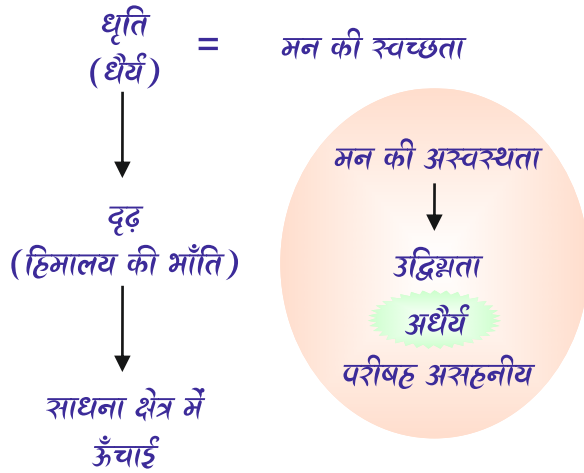 धृति
(धैर्य) = मन की स्वच्छता
दृढ़
(हिमालय की भाँति)
साधना क्षेत्र में
ऊँचाई
मन की अस्वस्थता
उद्विग्नता
अधैर्य
परीषह असहनीय